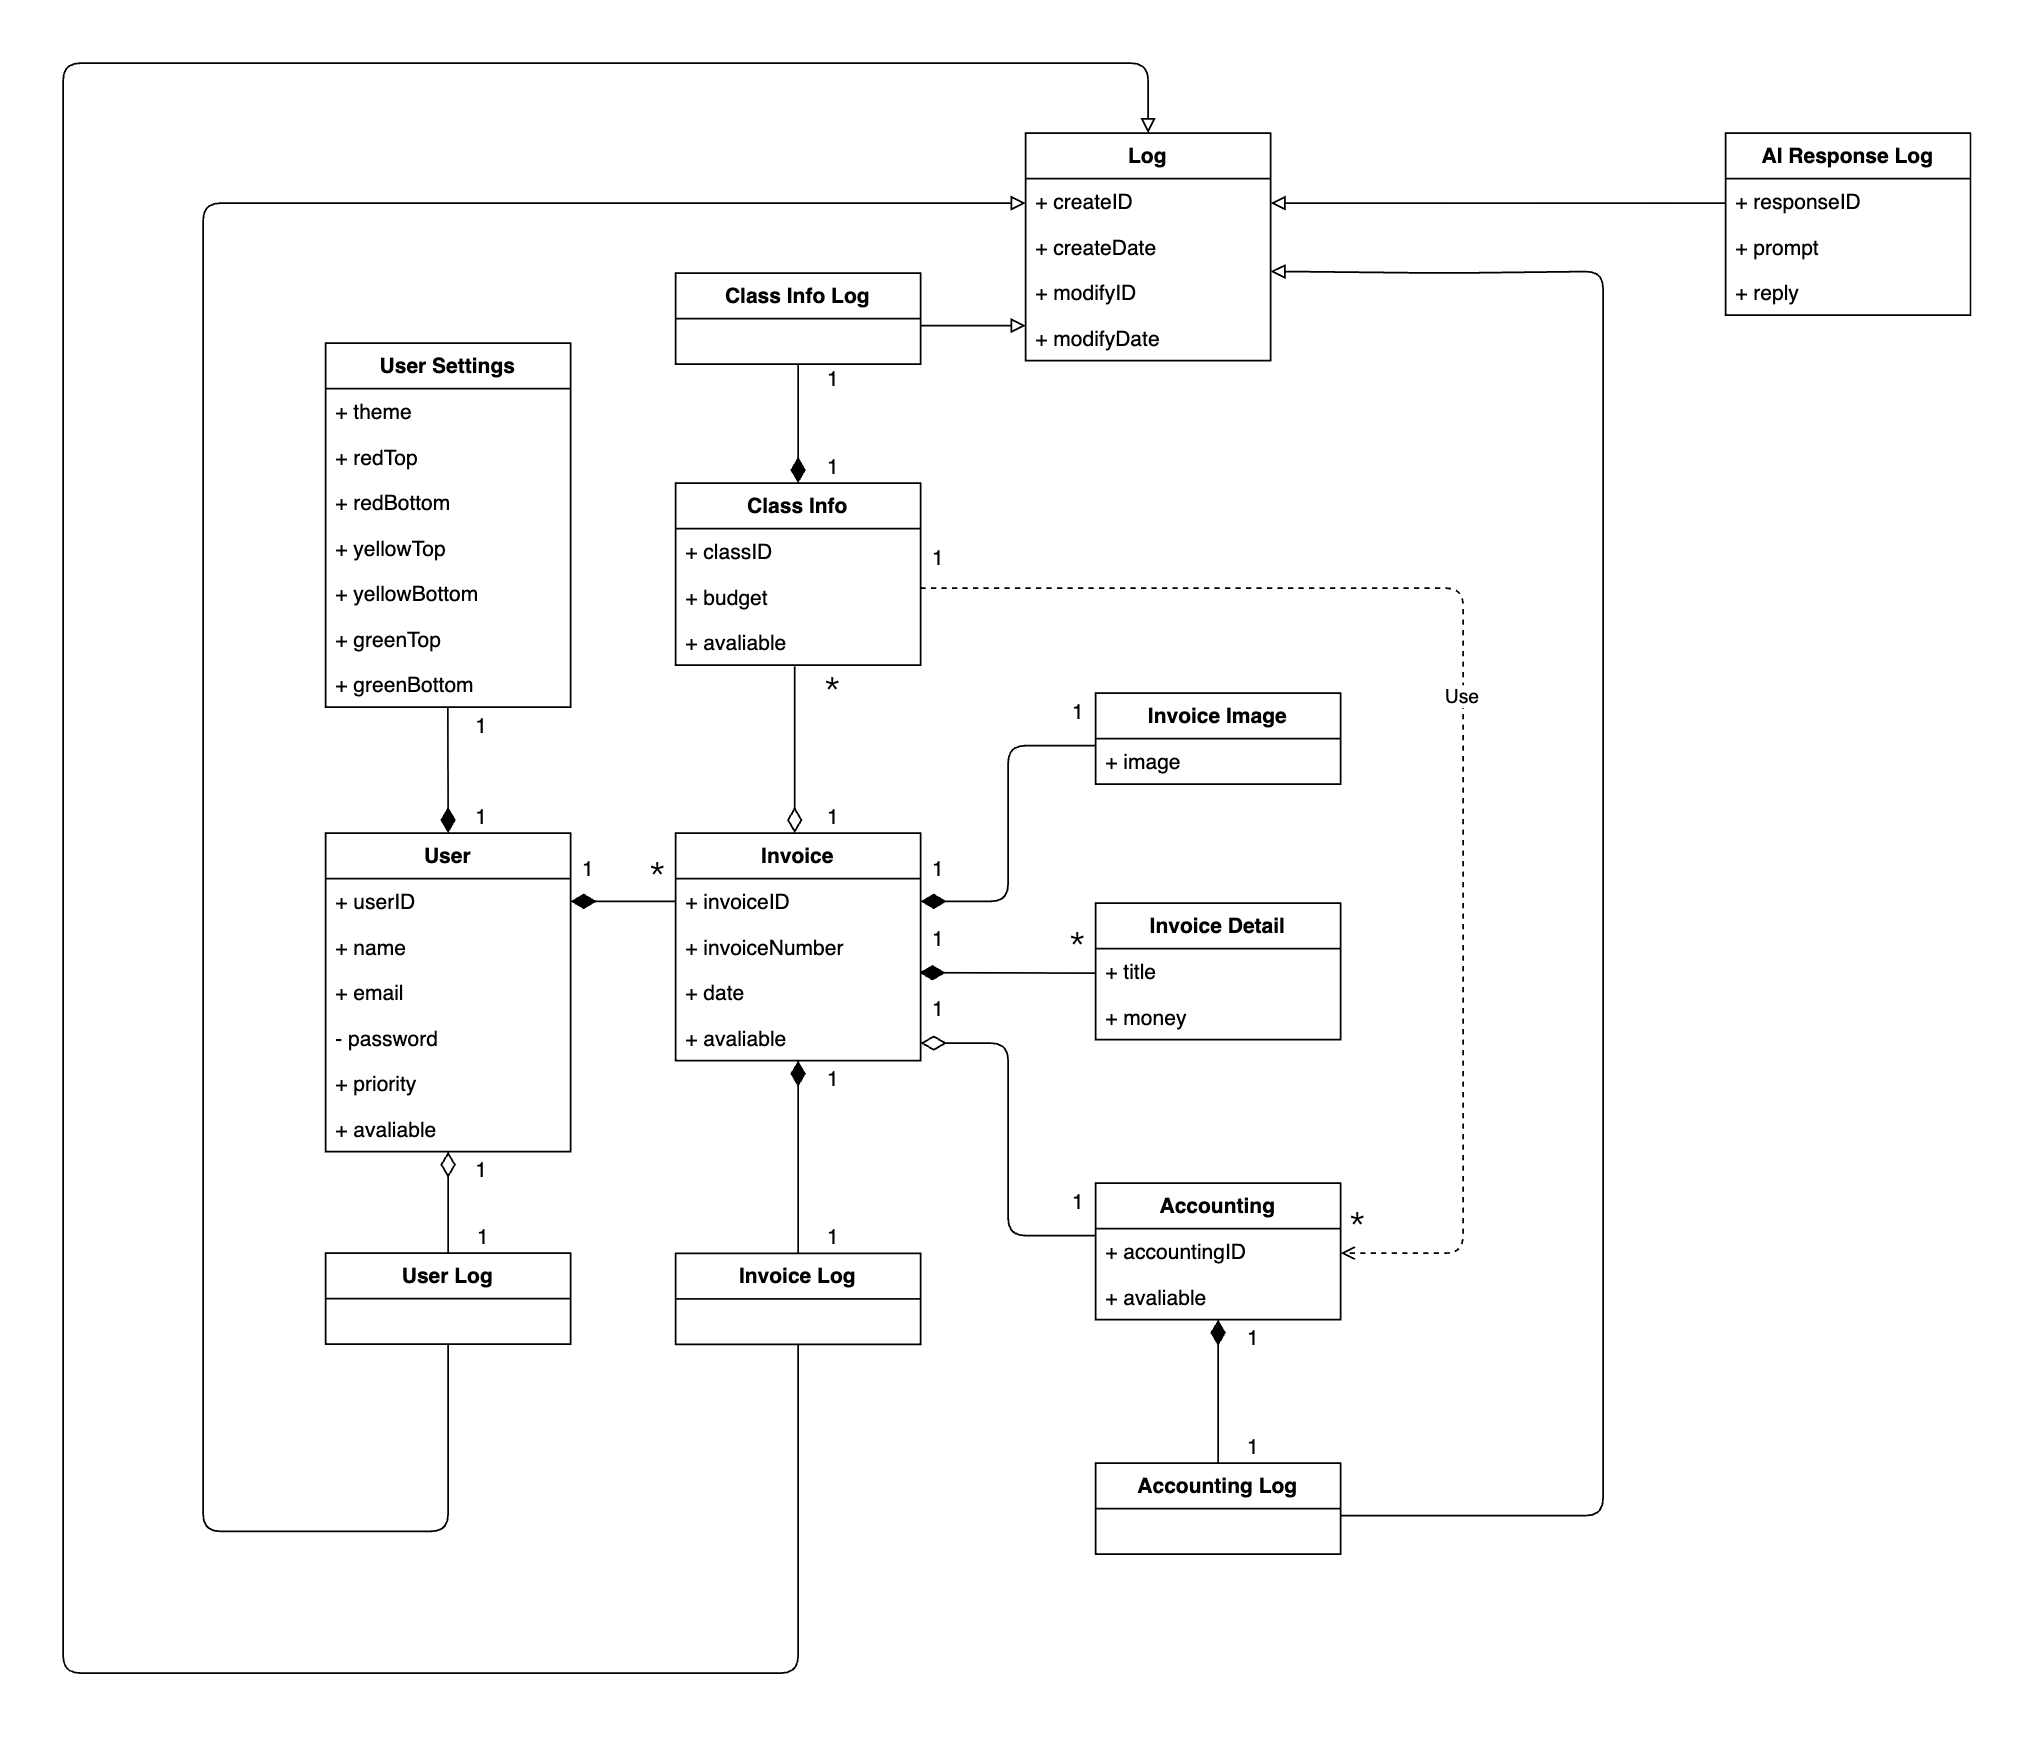 Log
+ createID
+ createDate
+ modifyID
+ modifyDate
AI Response Log
+ responseID
+ prompt
+ reply
Class Info Log
1
1
User Settings
+ theme
+ redTop
+ redBottom
+ yellowTop
+ yellowBottom
+ greenTop
+ greenBottom
1
1
Class Info
+ classID
+ budget
+ avaliable
1
*
1
Use
Invoice Image
+ image
1
User
+ userID
+ name
+ email
- password
+ priority
+ avaliable
1
*
1
Invoice
+ invoiceID
+ invoiceNumber
+ date
+ avaliable
1
1
1
1
Invoice Detail
+ title
+ money
*
User Log
1
Invoice Log
1
Accounting
+ accountingID
+ avaliable
1
*
1
1
Accounting Log